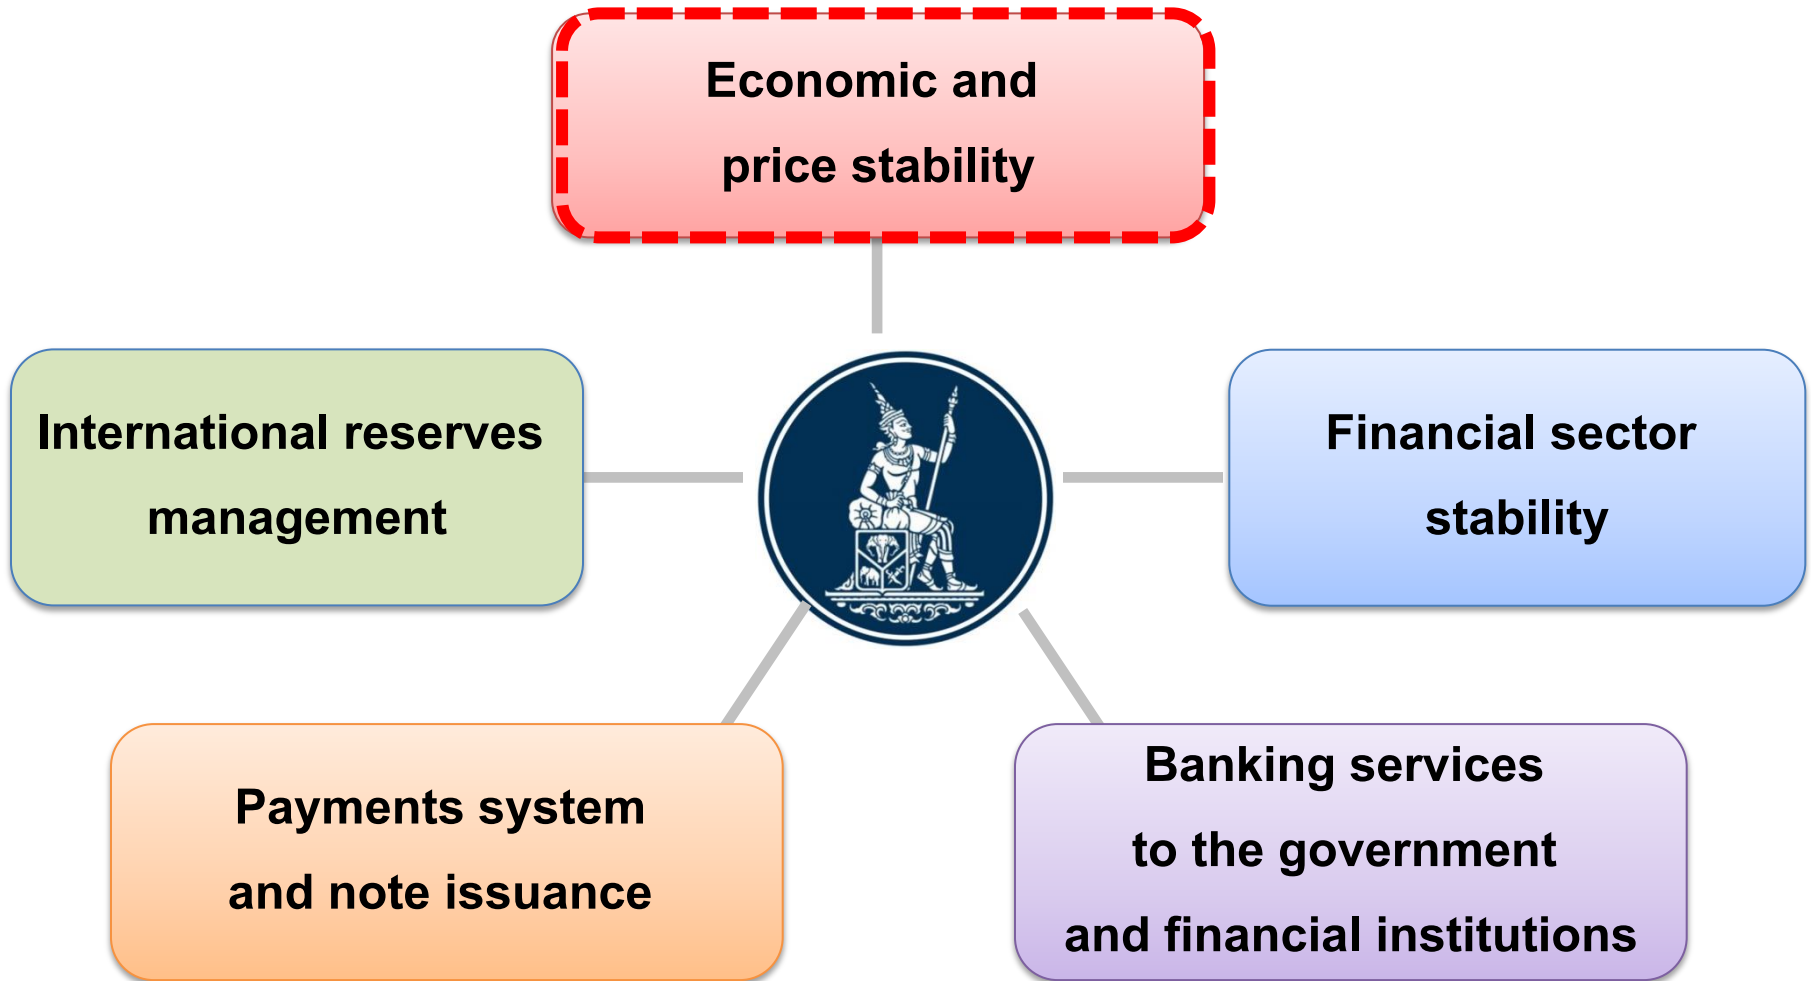 Economic and
price stability
International reserves
management
Financial sector
stability
Payments system
and note issuance
Banking services
to the government
and financial institutions